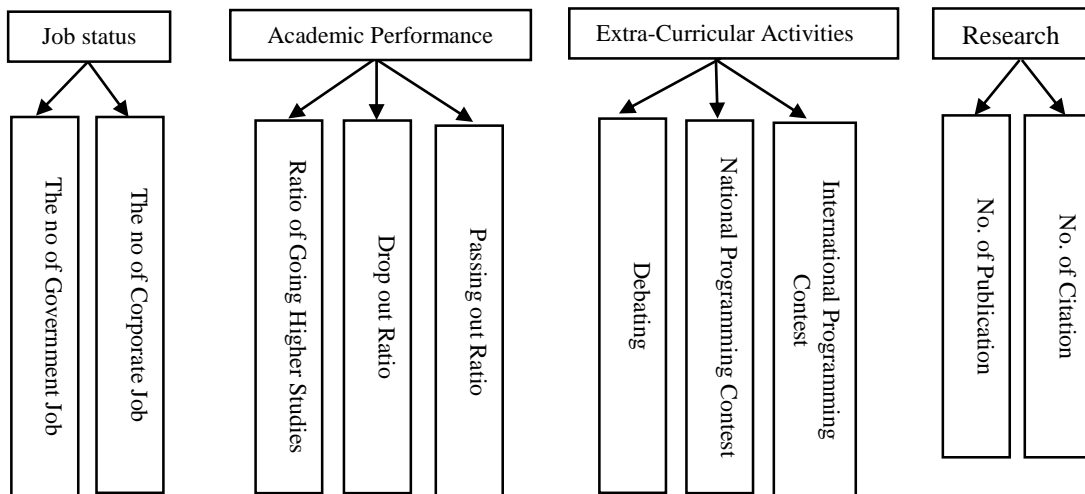 Job status
Academic Performance
Extra-Curricular Activities
Research
The no of Government Job
The no of Corporate Job
Ratio of Going Higher Studies
Drop out Ratio
Passing out Ratio
Debating
National Programming Contest
International Programming
Contest
No. of Publication
No. of Citation